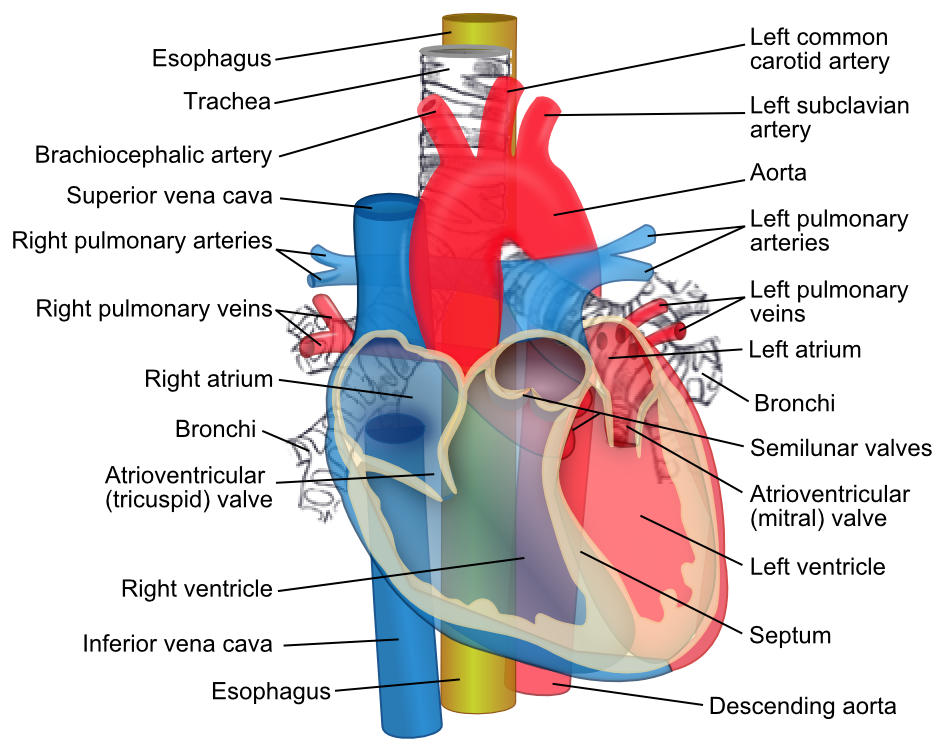 Esophagus
Trachea
Brachiocephalic artery
Superior vena cava
Right pulmonary arteries
Right pulmonary veins
Right atrium
Bronchi
Atrioventricular
(tricuspid) valve
Right ventricle
Inferior vena cava
Esophagus
Left common
carotid artery
Left subclavian
artery
Aorta
Left pulmonary
arteries
Left pulmonary
veins
Left atrium
Bronchi
Semilunar valves
Atrioventricular
(mitral) valve
Left ventricle
Septum
Descending aorta